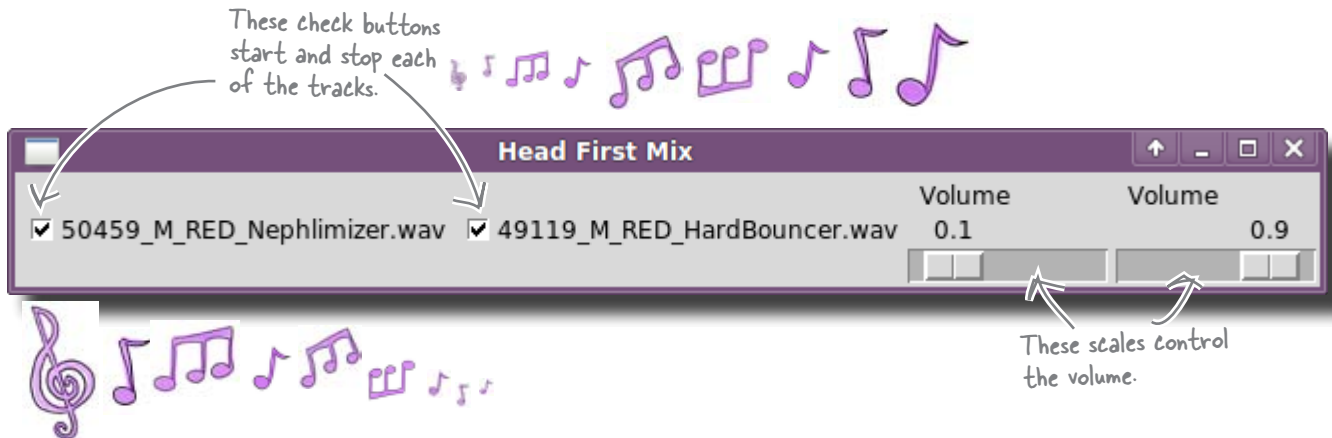 These check buttons
start and stop each
of the tracks.
Head First Mix
50459_M_RED_Nephlimizer.wav
49119_M_RED_HardBouncer.wav
Volume
0.1
Volume
0.9
These scales control
the volume.